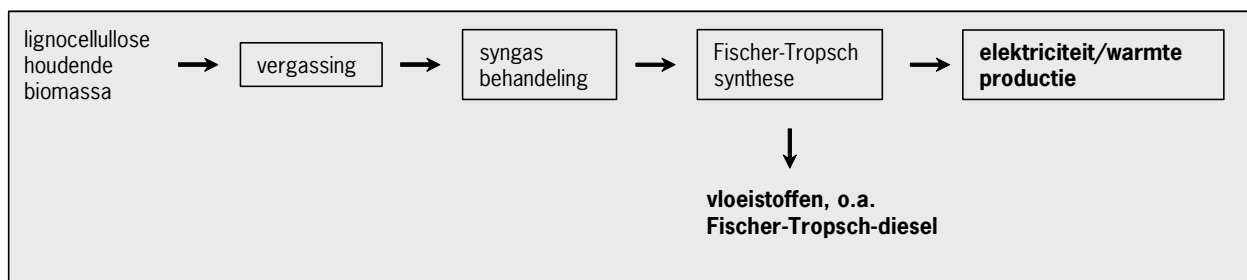 lignocellullose
houdende
biomassa
vergassing
syngas
behandeling
Fischer-Tropsch
synthese
elektriciteit/warmte
productie
vloeistoffen, o.a.
Fischer-Tropsch-diesel